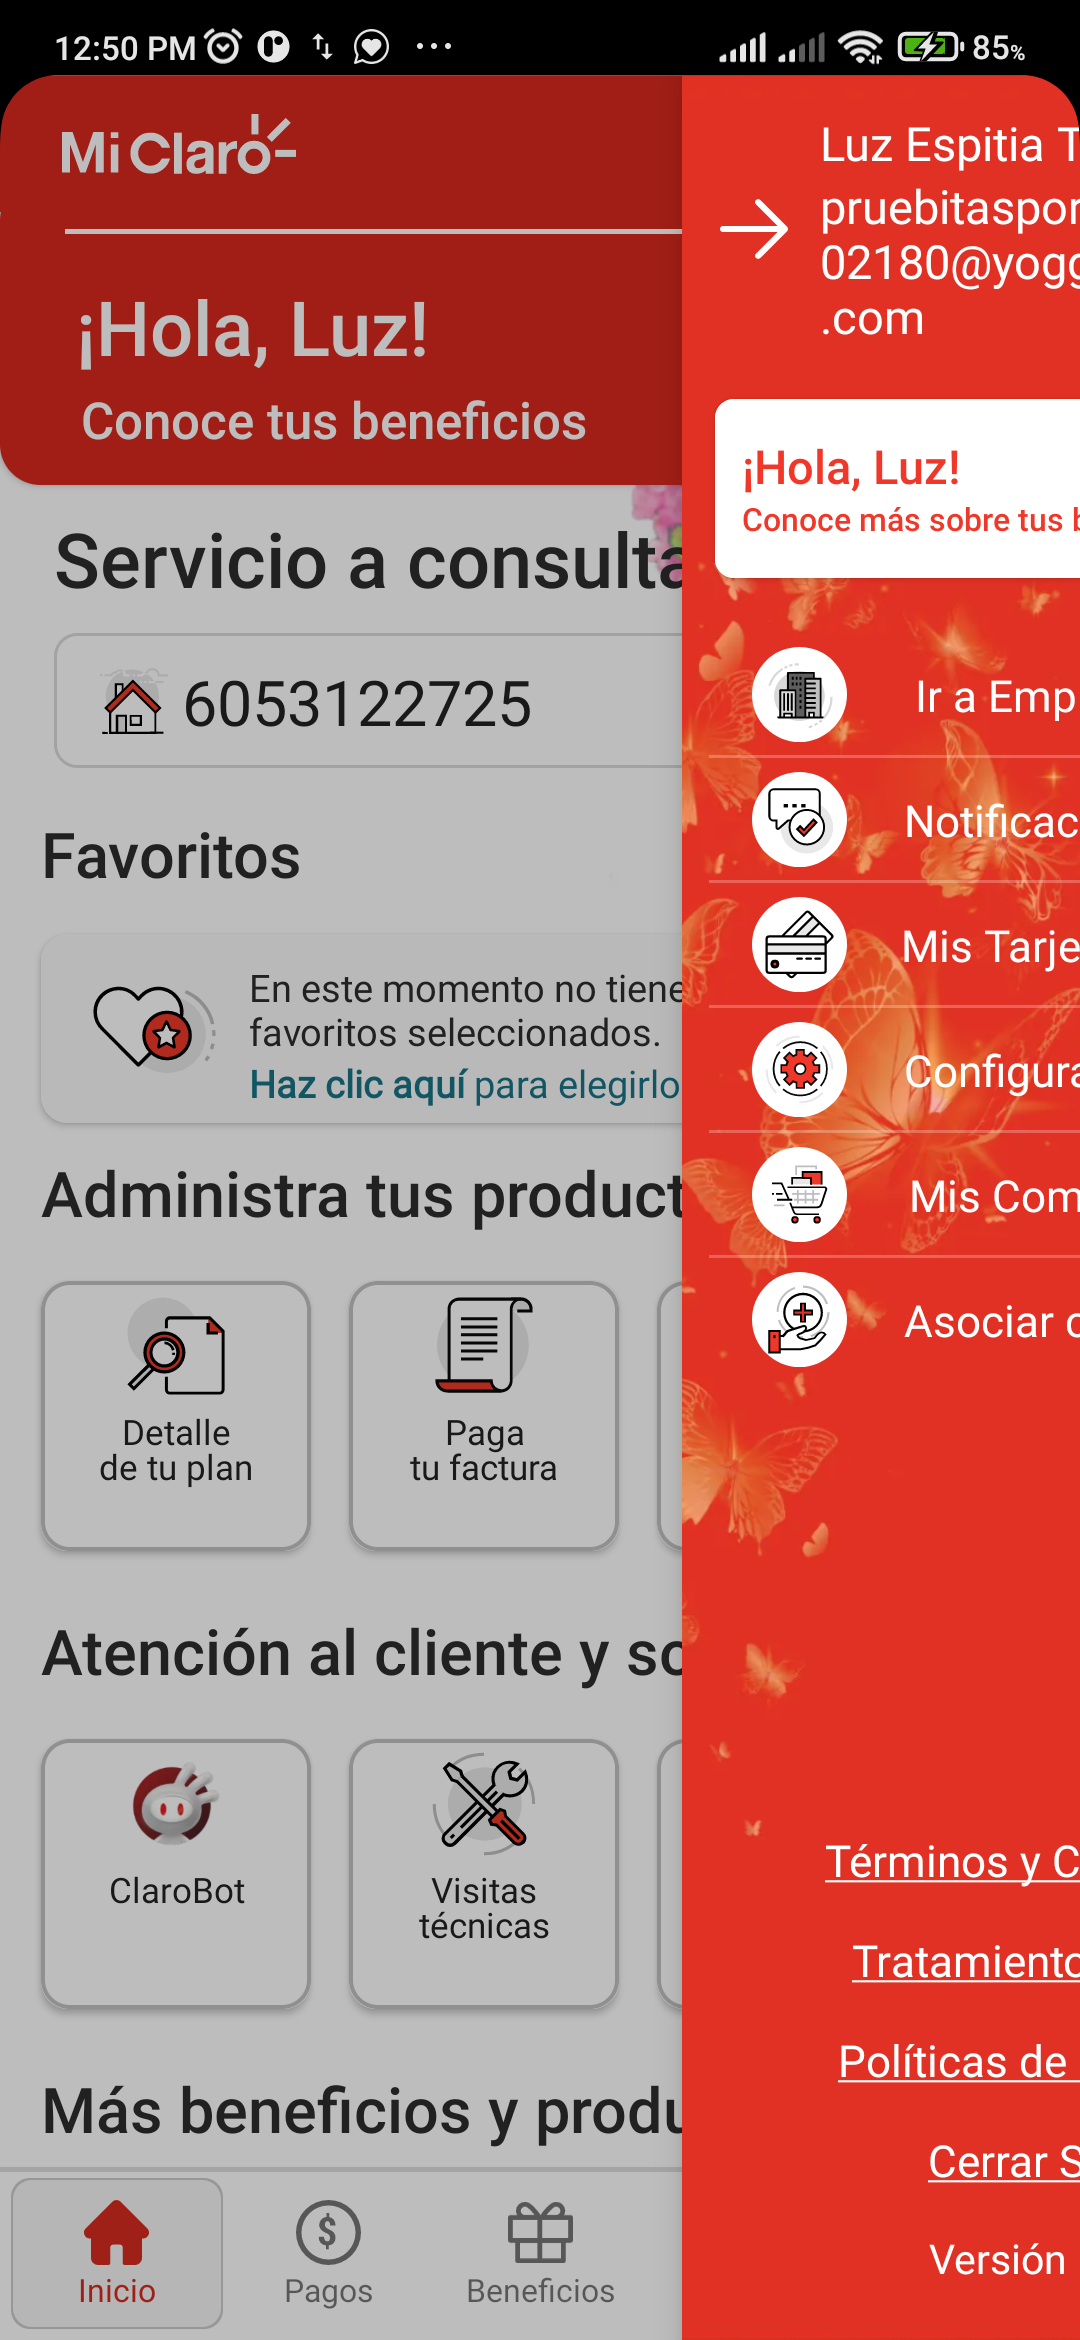 12:50 PM
85%
Mi Claro
¡Hola, Luz!
Conoce tus beneficios
Servicio a consulta
6053122725
Favoritos
En este momento no tiene
favoritos seleccionados.
Haz clic aquí para elegirlo
Administra tus product
Detalle
de tu plan
Paga
tu factura
Atención al cliente y so
ClaroBot
Visitas
técnicas
Más beneficios y produ
Inicio
Pagos
Beneficios
Luz Espitia T
pruebitaspor
02180@yogg
.com
¡Hola, Luz!
Conoce más sobre tus b
Ir a Emp
Notificac
Mis Tarje
Configura
Mis Com
Asociar c
Términos y C
Tratamiento
Políticas de
Cerrar S
Versión